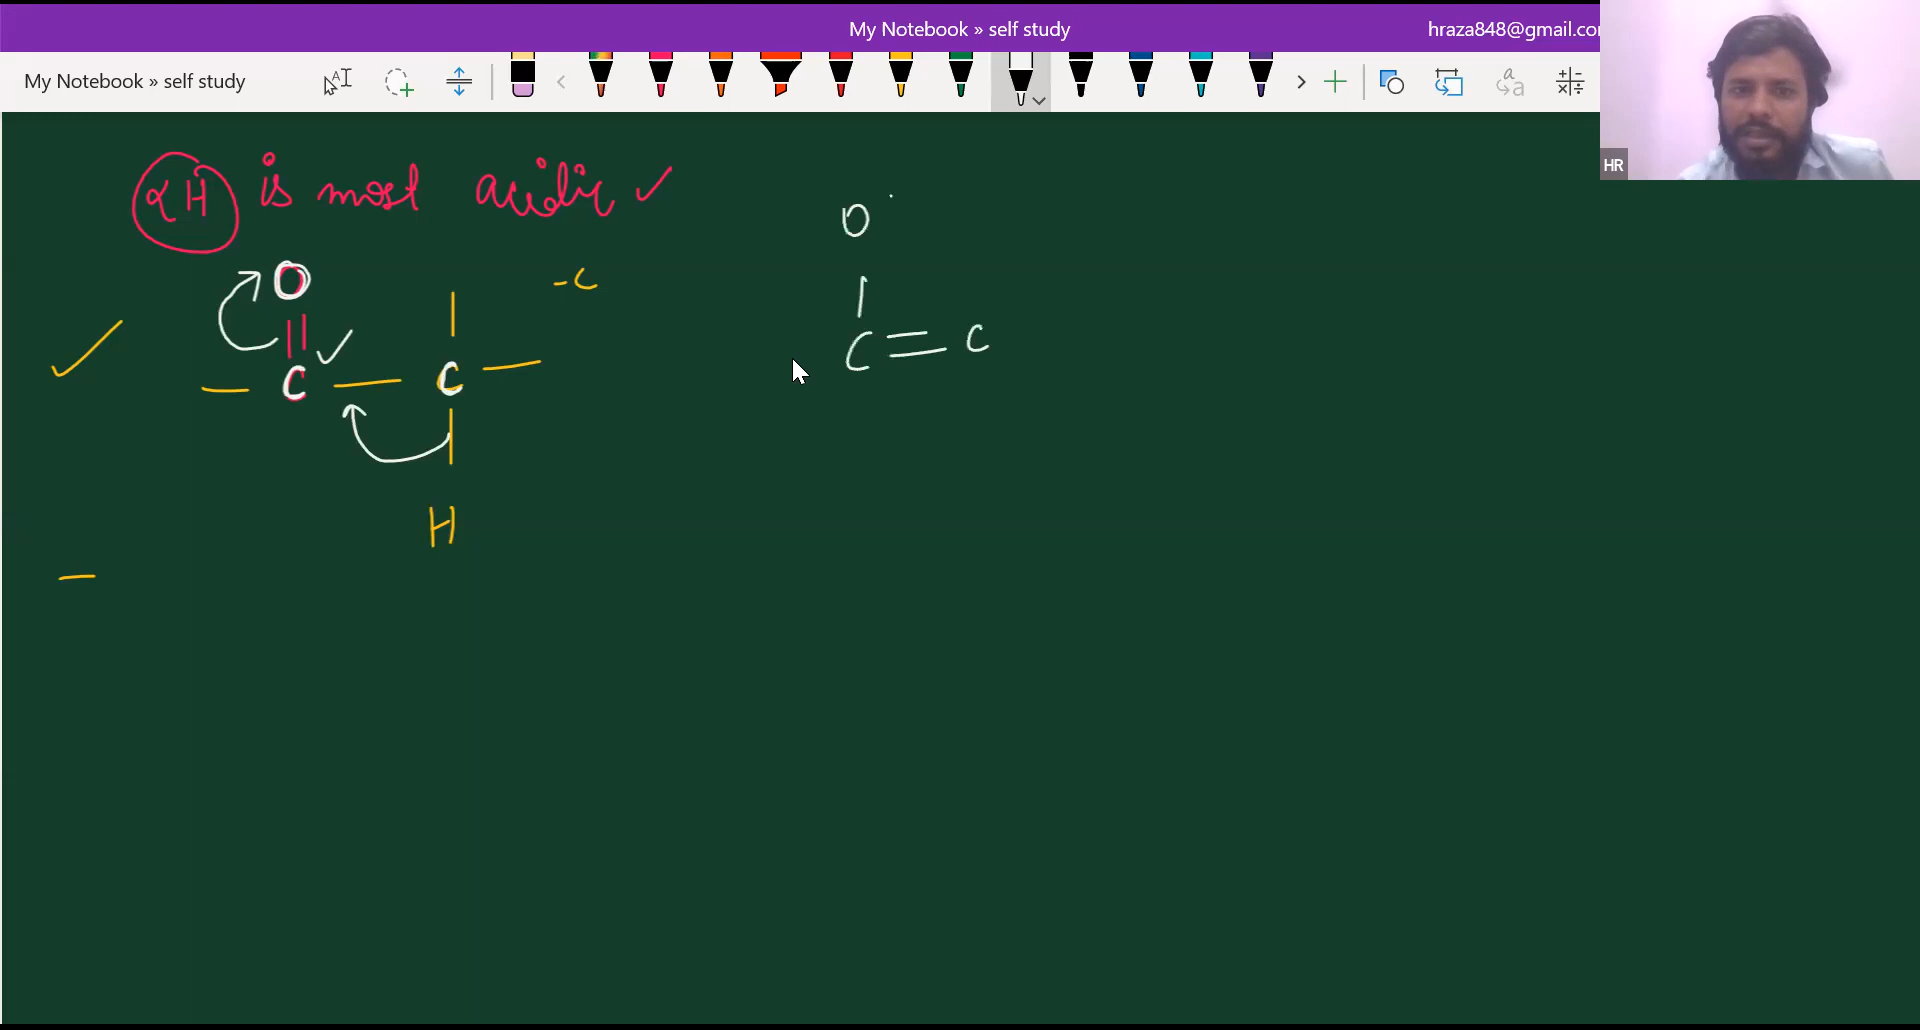 My Notebook » self study
hraza848@gmail.co
My Notebook » self study
HR
αH is most acidic ✓
O
-C
C
C
H
O
C = C